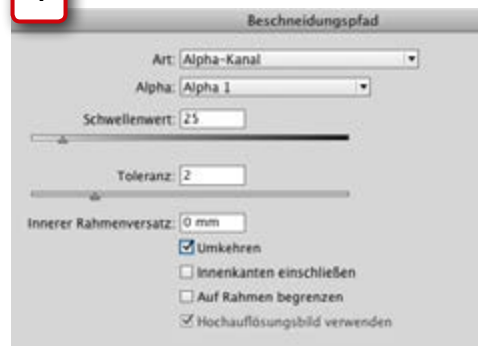 Beschneidungspfad
Art: Alpha-Kanal
Alpha: Alpha 1
Schwellenwert: 25
Toleranz: 2
Innerer Rahmenversatz: 0 mm
Umkehren
Innenkanten einschließen
Auf Rahmen begrenzen
Hochauflösungsbild verwenden